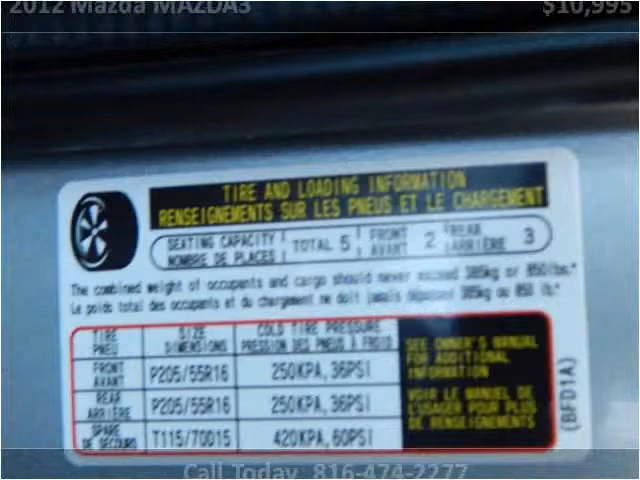 2012 Mazda MAZDA3 $10,995
TIRE AND LOADING INFORMATION
RENSEIGNEMENTS SUR LES PNEUS ET LE CHARGEMENT
SEATING CAPACITY TOTAL 5 FRONT 2 REAR 3
NOMBRE DE PLACES AVANT ARRIÈRE
The combined weight of occupants and cargo should never exceed 385kg or 850lbs.
Le poids total des occupants et du chargement ne doit jamais dépasser 385kg ou 850 lb.
TIRE SIZE COLD TIRE PRESSURE
PNEU DIMENSIONS PRESSION DES PNEUS À FROID
FRONT
AVANT P205/55R16 250KPA, 36PSI
REAR
ARRIÈRE P205/55R16 250KPA, 36PSI
SPARE
DE SECOURS T115/70D15 420KPA, 60PSI
SEE OWNER'S MANUAL
FOR ADDITIONAL
INFORMATION
VOIR LE MANUEL DE
L'USAGER POUR PLUS
DE RENSEIGNEMENTS
(BFD1A)
Call Today 816-474-2277